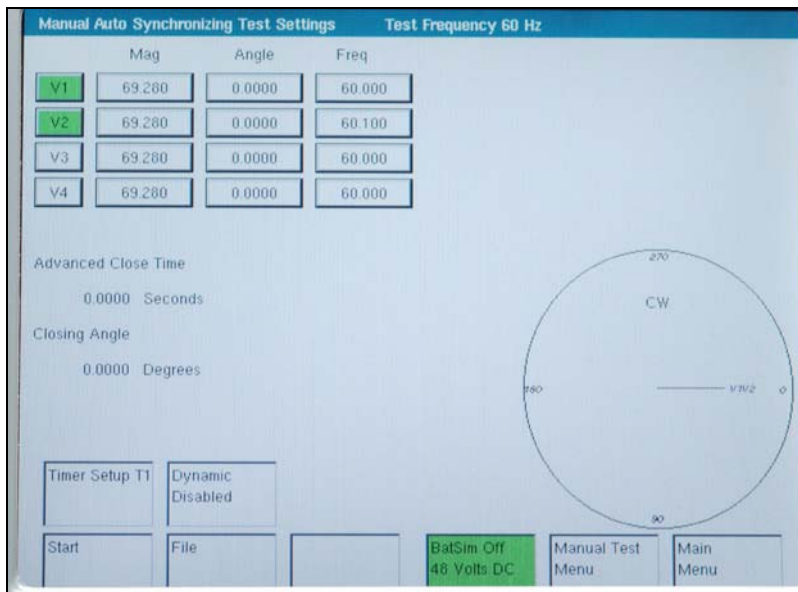 Manual Auto Synchronizing Test Settings Test Frequency 60 Hz
Mag Angle Freq
V1 69.280 0.0000 60.000
V2 69.280 0.0000 60.100
V3 69.280 0.0000 60.000
V4 69.280 0.0000 60.000
Advanced Close Time
0.0000 Seconds
Closing Angle
0.0000 Degrees
270
CW
180
V1V2
0
90
Timer Setup T1
Dynamic
Disabled
Start
File
BatSim Off
48 Volts DC
Manual Test
Menu
Main
Menu